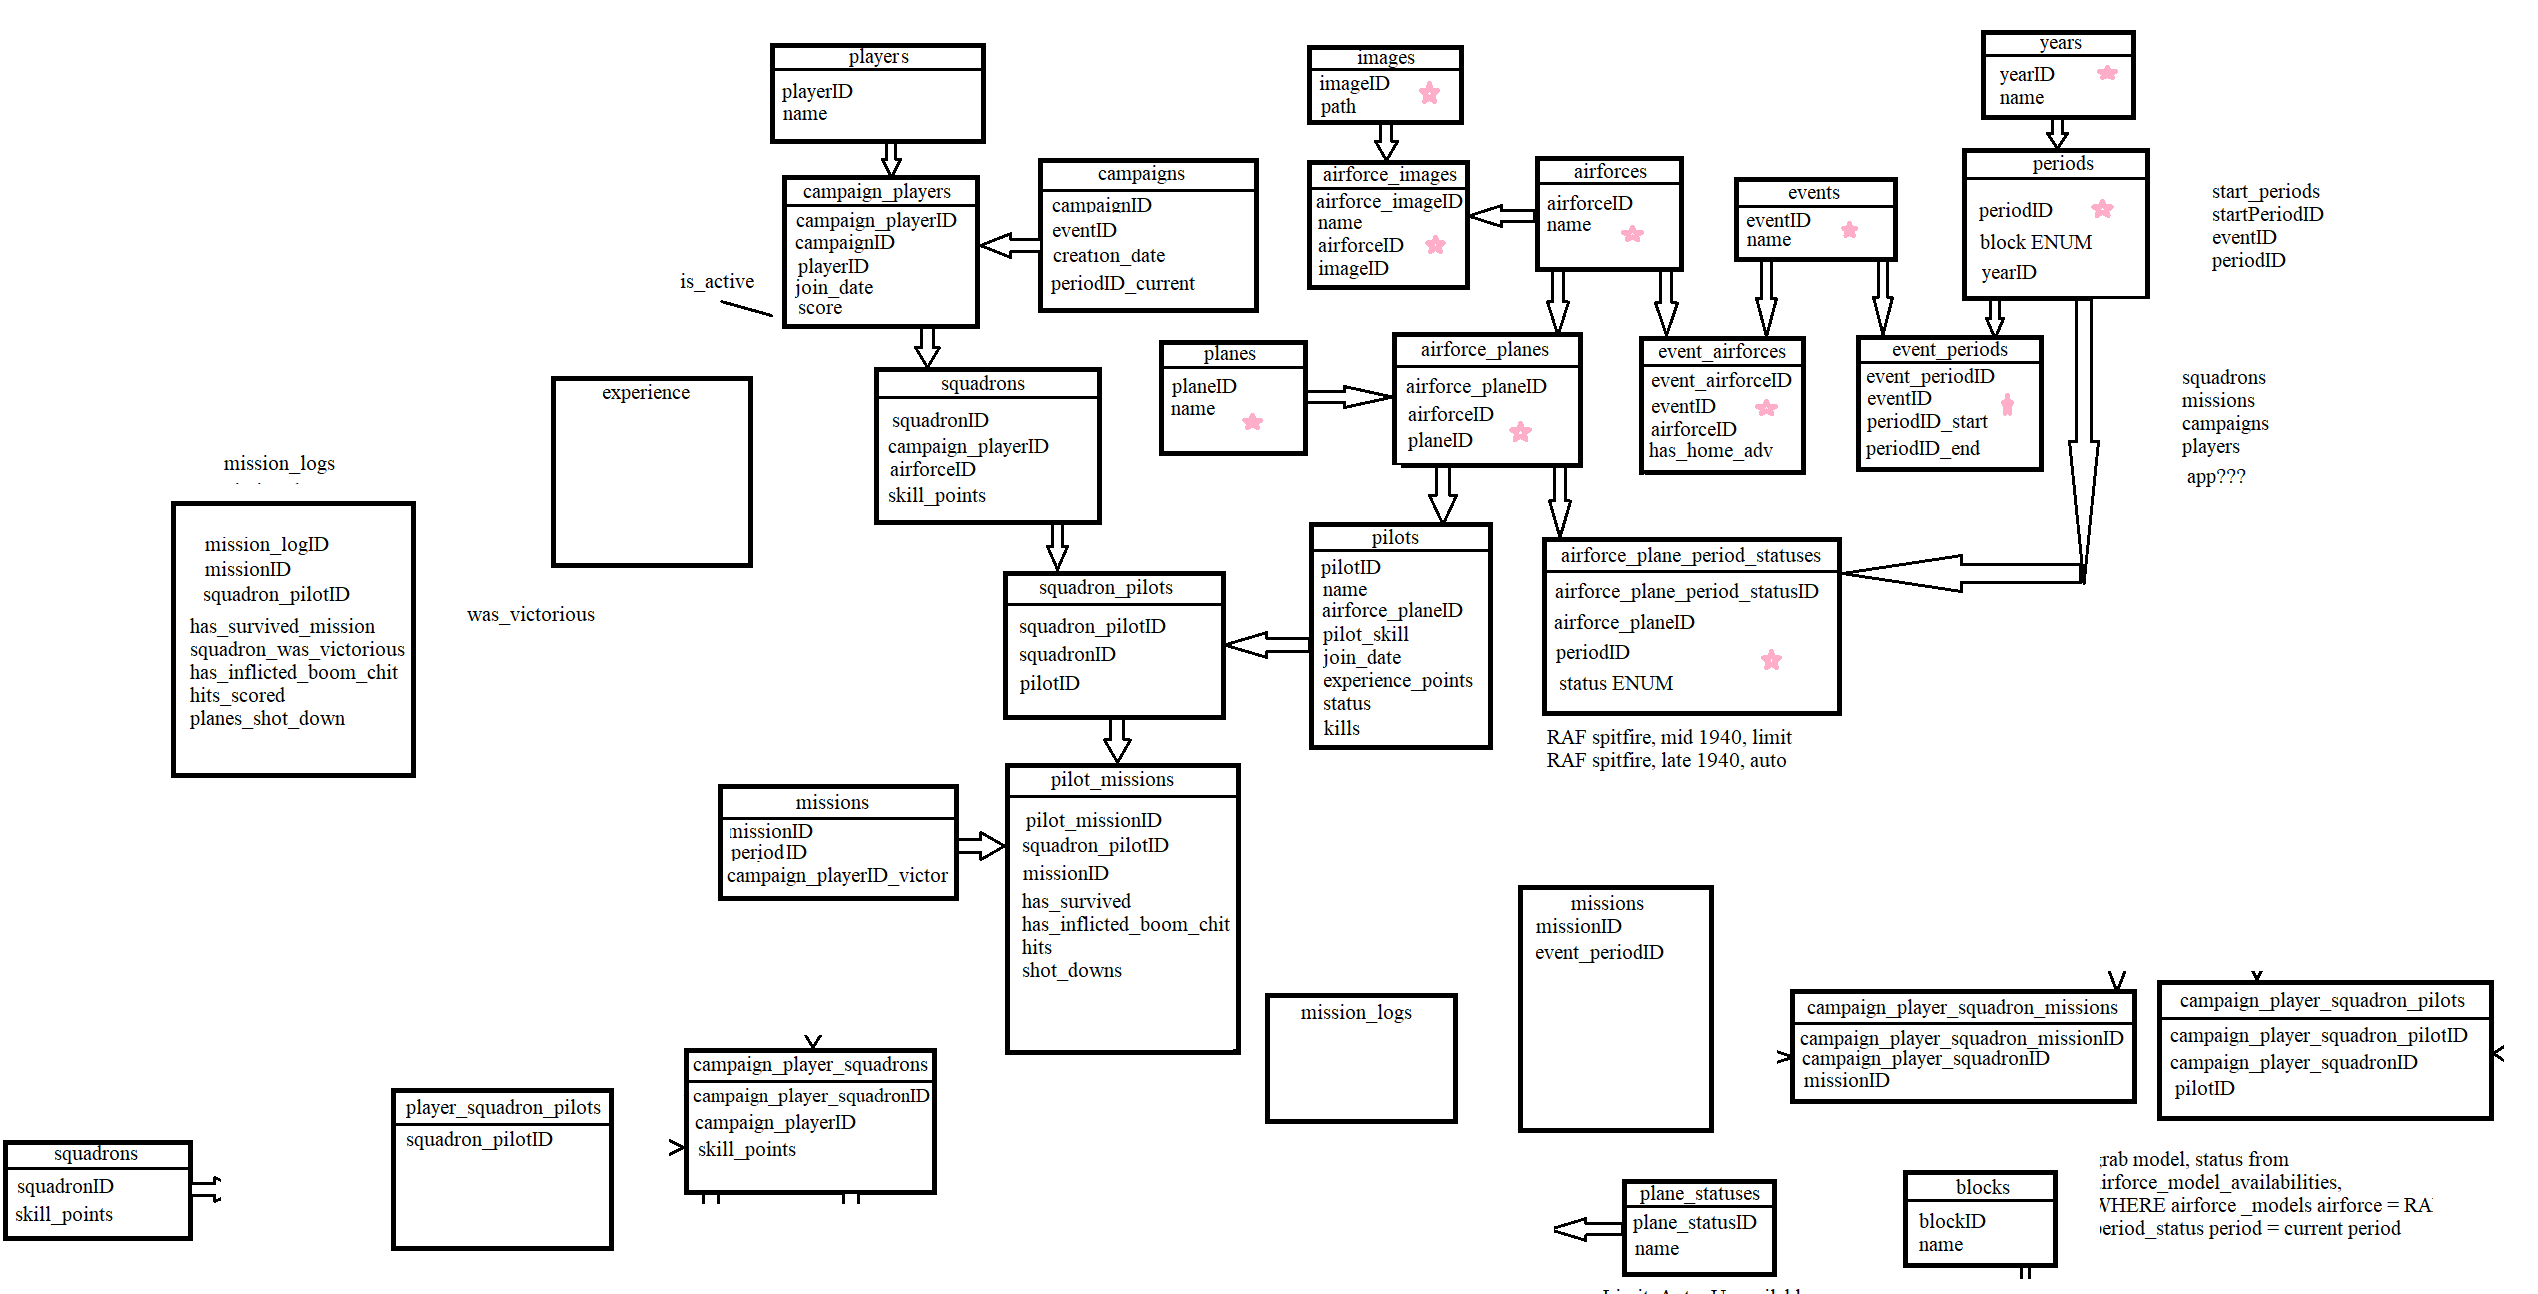 players
playerID
name
images
imageID
path
years
yearID
name
campaign_players
campaign_playerID
campaignID
playerID
join_date
score
is_active
campaigns
campaignID
eventID
creation_date
periodID_current
airforce_images
airforce_imageID
name
airforceID
imageID
airforces
airforceID
name
events
eventID
name
periods
periodID
block ENUM
yearID
start_periods
startPeriodID
eventID
periodID
experience
squadrons
squadronID
campaign_playerID
airforceID
skill_points
planes
planeID
name
airforce_planes
airforce_planeID
airforceID
planeID
event_airforces
event_airforceID
eventID
airforceID
has_home_adv
event_periods
event_periodID
eventID
periodID_start
periodID_end
squadrons
missions
campaigns
players
app???
mission_logs
mission_logID
missionID
squadron_pilotID
has_survived_mission
squadron_was_victorious
has_inflicted_boom_chit
hits_scored
planes_shot_down
was_victorious
squadron_pilots
squadron_pilotID
squadronID
pilotID
pilots
pilotID
name
airforce_planeID
pilot_skill
join_date
experience_points
status
kills
airforce_plane_period_statuses
airforce_plane_period_statusID
airforce_planeID
periodID
status ENUM
RAF spitfire, mid 1940, limit
RAF spitfire, late 1940, auto
missions
missionID
periodID
campaign_playerID_victor
pilot_missions
pilot_missionID
squadron_pilotID
missionID
has_survived
has_inflicted_boom_chit
hits
shot_downs
mission_logs
missions
missionID
event_periodID
campaign_player_squadron_missions
campaign_player_squadron_missionID
campaign_player_squadronID
missionID
campaign_player_squadron_pilots
campaign_player_squadron_pilotID
campaign_player_squadronID
pilotID
squadrons
squadronID
skill_points
player_squadron_pilots
squadron_pilotID
campaign_player_squadrons
campaign_player_squadronID
campaign_playerID
skill_points
plane_statuses
plane_statusID
name
blocks
blockID
name
model, status from
airforce_model_availabilities,
WHERE airforce _models airforce = RA
period_status period = current period